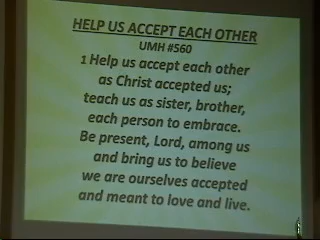 HELP US ACCEPT EACH OTHER
UMH #560
1 Help us accept each other
as Christ accepted us;
teach us as sister, brother,
each person to embrace.
Be present, Lord, among us
and bring us to believe
we are ourselves accepted
and meant to love and live.